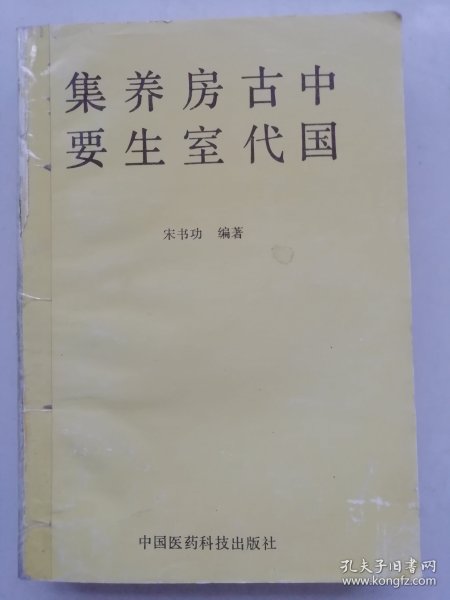 中国
古代
房室
养生
集要
宋书功 编著
中国医药科技出版社
孔夫子旧书网
www.kongfz.com